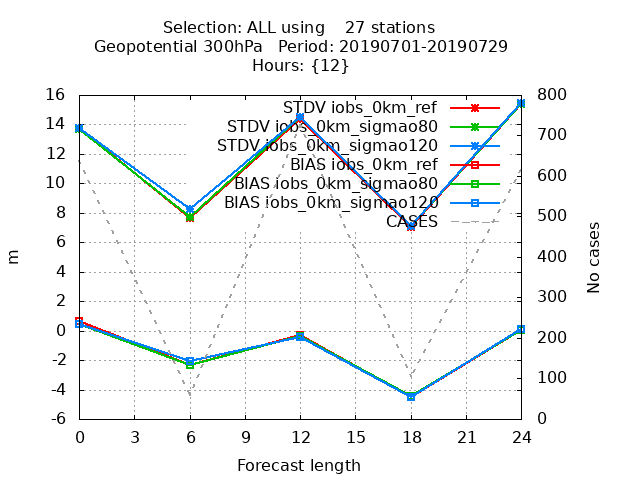 Selection: ALL using    27 stations
Geopotential 300hPa   Period: 20190701-20190729
Hours: {12}
16
14
12
10
8
6
4
2
0
-2
-4
-6
m
STDV iobs_0km_ref
STDV iobs_0km_sigmao80
STDV iobs_0km_sigmao120
BIAS iobs_0km_ref
BIAS iobs_0km_sigmao80
BIAS iobs_0km_sigmao120
CASES
800
700
600
500
400
300
200
100
0
No cases
0 3 6 9 12 15 18 21 24
Forecast length